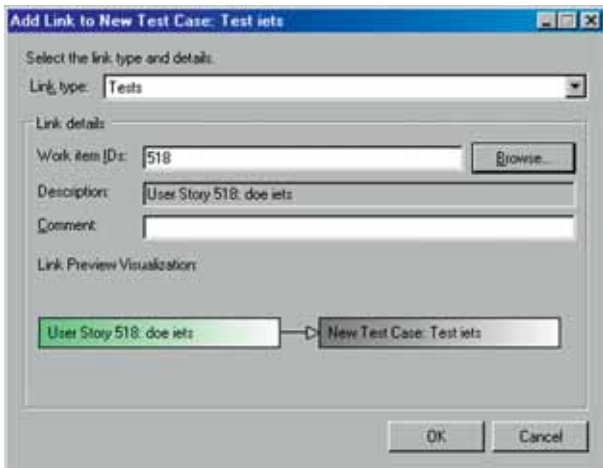 Add Link to New Test Case: Test iets
Select the link type and details.
Link type: Tests
Link details
Work item IDs: 518 Browse...
Description: User Story 518: doe iets
Comment:
Link Preview Visualization:
User Story 518: doe iets New Test Case: Test iets
OK Cancel